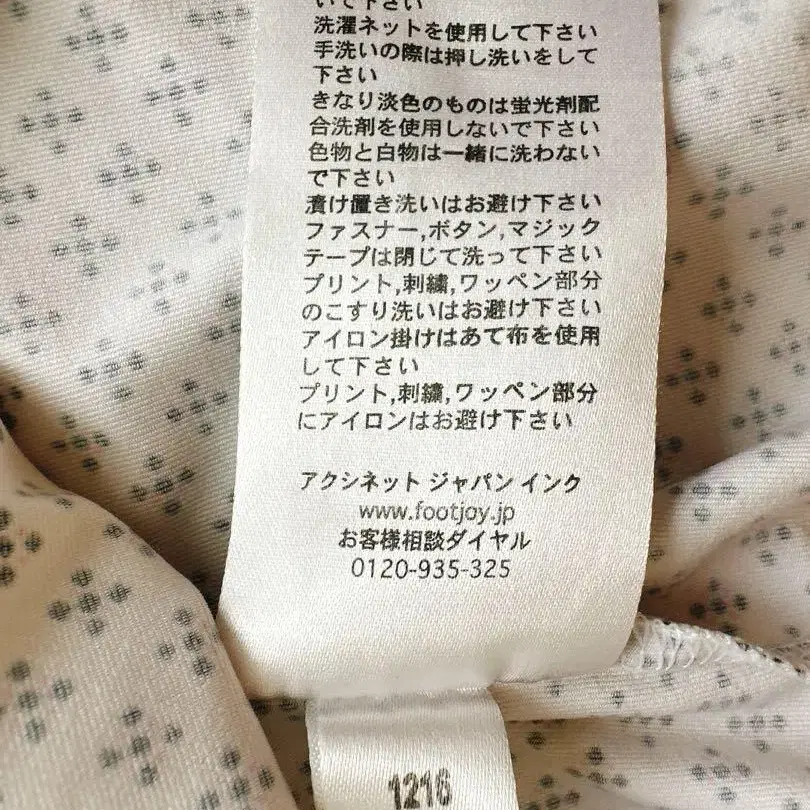 いて下さい
洗濯ネットを使用して下さい
手洗いの際は押し洗いをして
下さい
きなり淡色のものは蛍光剤配
合洗剤を使用しないで下さい
色物と白物は一緒に洗わない
で下さい
漬け置き洗いはお避け下さい
ファスナー,ボタン,マジック
テープは閉じて洗って下さい
プリント,刺繍,ワッペン部分
のこすり洗いはお避け下さい
アイロン掛けはあて布を使用
して下さい
プリント,刺繍,ワッペン部分
にアイロンはお避け下さい
アクシネット ジャパン インク
www.footjoy.jp
お客様相談ダイヤル
0120-935-325
1216